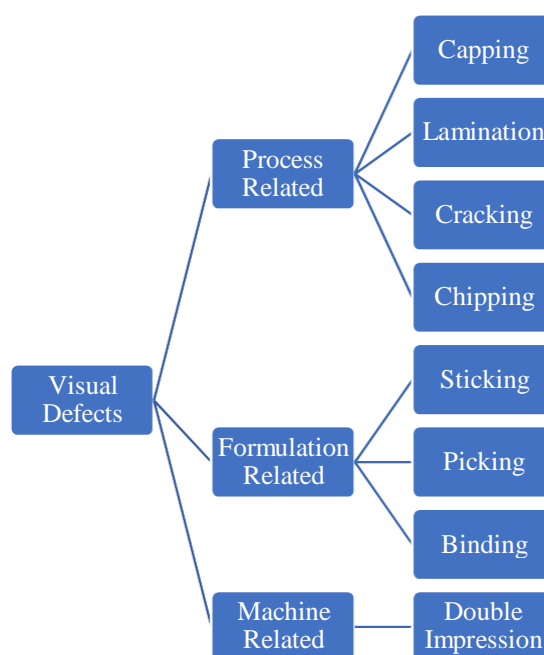 Visual
Defects
Process
Related
Capping
Lamination
Cracking
Chipping
Formulation
Related
Sticking
Picking
Binding
Machine
Related
Double
Impression